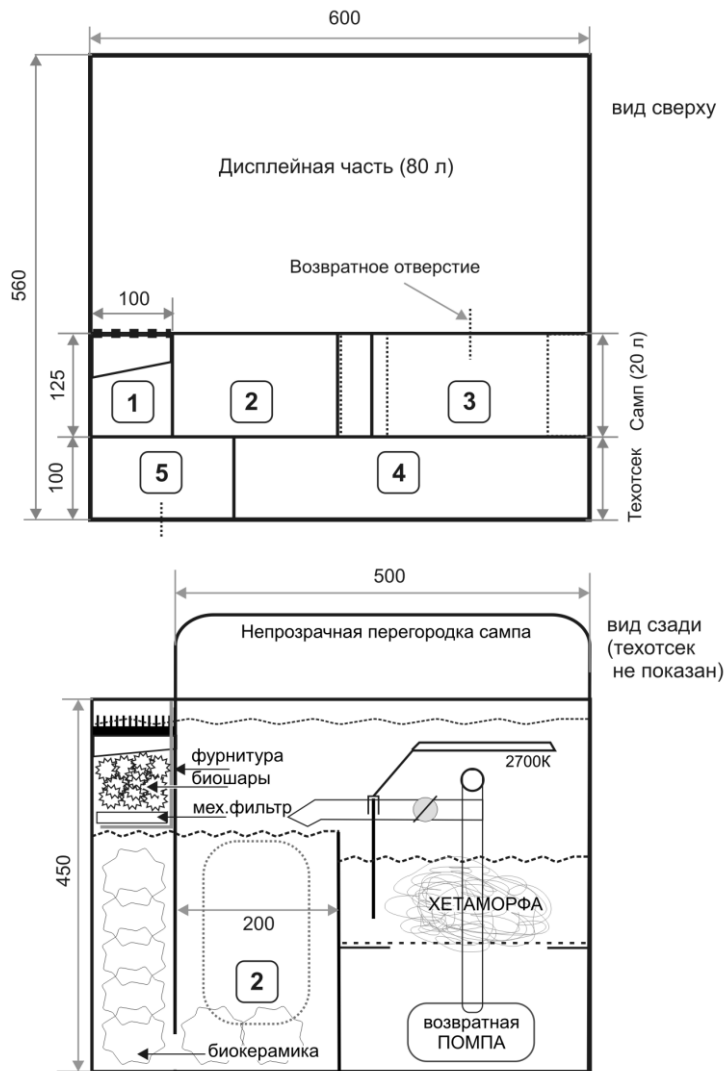 600
вид сверху
Дисплейная часть (80 л)
560
Возвратное отверстие
100
125
1
2
3
Самп (20 л)
100
5
4
Техотсек
500
Непрозрачная перегородка сампа
вид сзади
(техотсек
не показан)
2700К
фурнитура
биошары
мех.фильтр
450
ХЕТАМОРФА
200
2
возвратная
ПОМПА
биокерамика